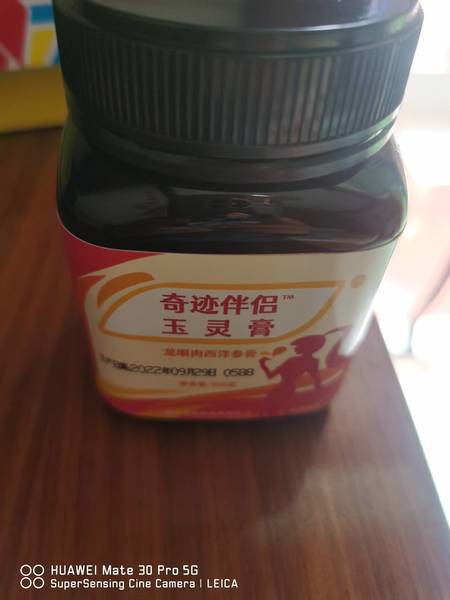 奇迹伴侣™
玉灵膏
龙眼肉西洋参膏
生产日期:2022年09月29日 0588
HUAWEI Mate 30 Pro 5G
SuperSensing Cine Camera | LEICA